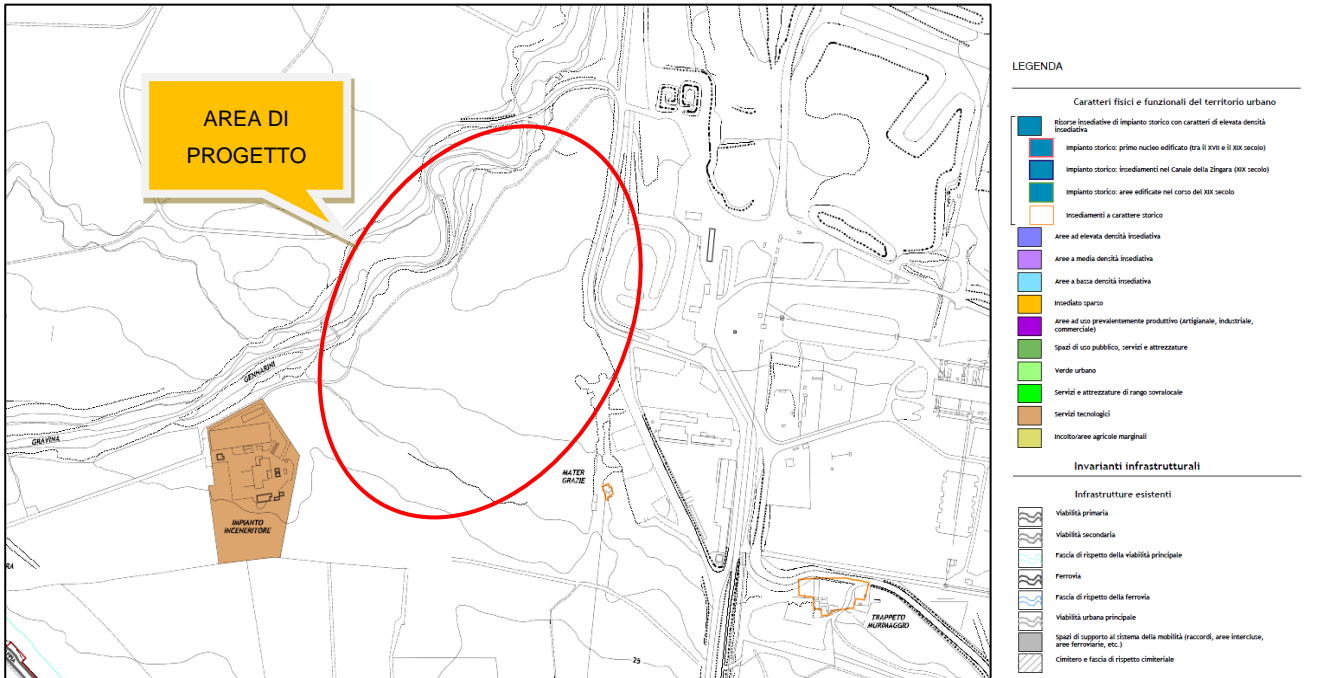 AREA DI
PROGETTO
GENNARINI
GRAVINA
IMPIANTO
INCENERITORE
MATER
GRAZIE
TRAPPETO
MURIMAGGIO
RA
25
LEGENDA
Caratteri fisici e funzionali del territorio urbano
Risorse insediative di impianto storico con caratteri di elevata densità
insediativa
Impianto storico: primo nucleo edificato (tra il XVII e il XIX secolo)
Impianto storico: insediamenti nel Canale della Zingara (XIX secolo)
Impianto storico: aree edificate nel corso del XIX secolo
Insediamenti a carattere storico
Aree ad elevata densità insediativa
Aree a media densità insediativa
Aree a bassa densità insediativa
Insediato sparso
Aree ad uso prevalentemente produttivo (Artigianale, industriale,
commerciale)
Spazi di uso pubblico, servizi e attrezzature
Verde urbano
Servizi e attrezzature di rango sovralocale
Servizi tecnologici
Incolto/aree agricole marginali
Invarianti infrastrutturali
Infrastrutture esistenti
Viabilità primaria
Viabilità secondaria
Fascia di rispetto della viabilità principale
Ferrovia
Fascia di rispetto della ferrovia
Viabilità urbana principale
Spazi di supporto al sistema della mobilità (raccordi, aree intercluse,
aree ferroviarie, etc.)
Cimitero e fascia di rispetto cimiteriale